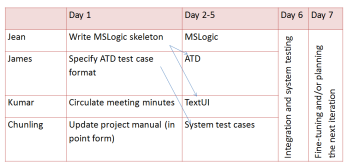 Day 1 Day 2-5 Day 6 Day 7
Jean Write MSLogic skeleton MSLogic
James Specify ATD test case ATD
format
Kumar Circulate meeting minutes TextUI
Chunling Update project manual (in System test cases
point form)
Integration and system testing
Fine-tuning and/or planning
the next iteration